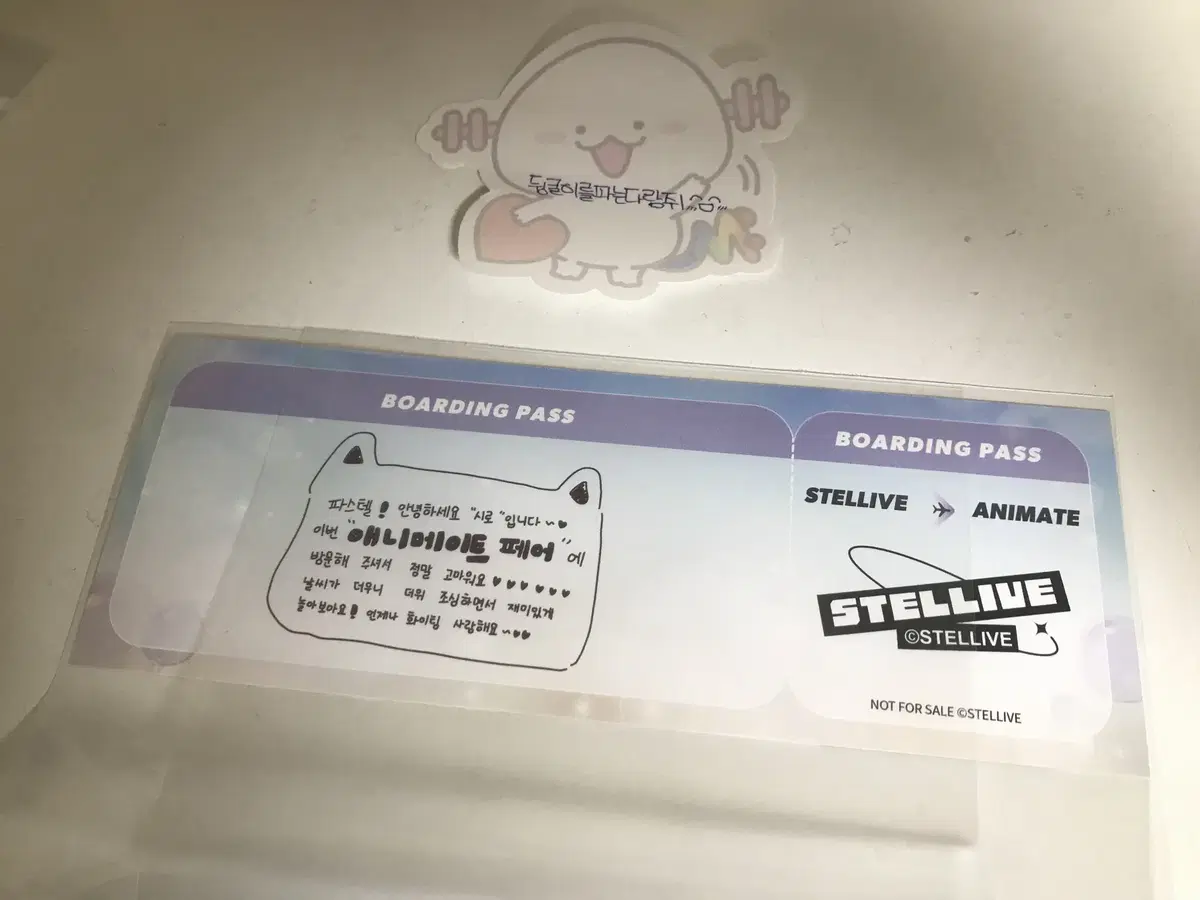 뒹굴이를파는다람쥐
BOARDING PASS
파스텔! 안녕하세요 "시로"입니다~♥
이번 "애니메이트 페어"에
방문해 주셔서 정말 고마워요 ♥♥♥♥♥♥
날씨가 더우니 더위 조심하면서 재미있게
놀아보아요! 언제나 화이팅 사랑해요~♥♥
BOARDING PASS
STELLIVE ✈ ANIMATE
STELLIVE
©STELLIVE
NOT FOR SALE ©STELLIVE